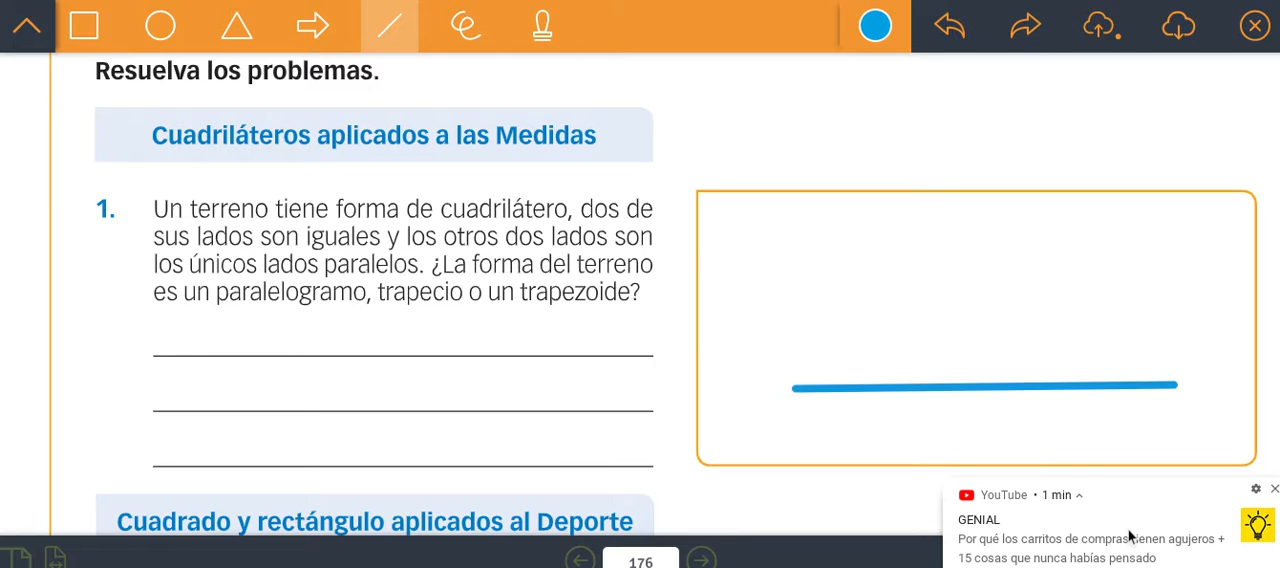 Resuelva los problemas.
Cuadriláteros aplicados a las Medidas
1. Un terreno tiene forma de cuadrilátero, dos de
sus lados son iguales y los otros dos lados son
los únicos lados paralelos. ¿La forma del terreno
es un paralelogramo, trapecio o un trapezoide?
Cuadrado y rectángulo aplicados al Deporte
176
YouTube • 1 min
GENIAL
Por qué los carritos de compras tienen agujeros +
15 cosas que nunca habías pensado